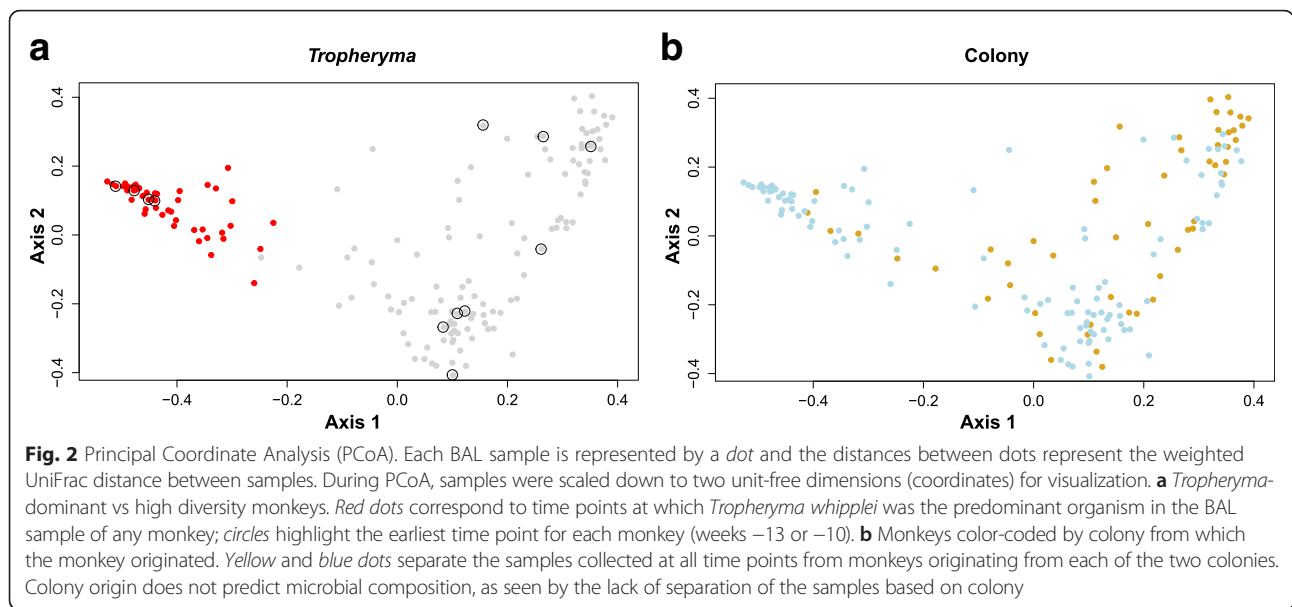 a
Tropheryma
0.4
0.2
0.0
−0.2
−0.4
Axis 2
−0.4
−0.2
0.0
0.2
0.4
Axis 1
b
Colony
0.4
0.2
0.0
−0.2
−0.4
Axis 2
−0.4
−0.2
0.0
0.2
0.4
Axis 1
Fig. 2 Principal Coordinate Analysis (PCoA). Each BAL sample is represented by a dot and the distances between dots represent the weighted
UniFrac distance between samples. During PCoA, samples were scaled down to two unit-free dimensions (coordinates) for visualization. a Tropheryma-
dominant vs high diversity monkeys. Red dots correspond to time points at which Tropheryma whipplei was the predominant organism in the BAL
sample of any monkey; circles highlight the earliest time point for each monkey (weeks −13 or −10). b Monkeys color-coded by colony from which
the monkey originated. Yellow and blue dots separate the samples collected at all time points from monkeys originating from each of the two colonies.
Colony origin does not predict microbial composition, as seen by the lack of separation of the samples based on colony